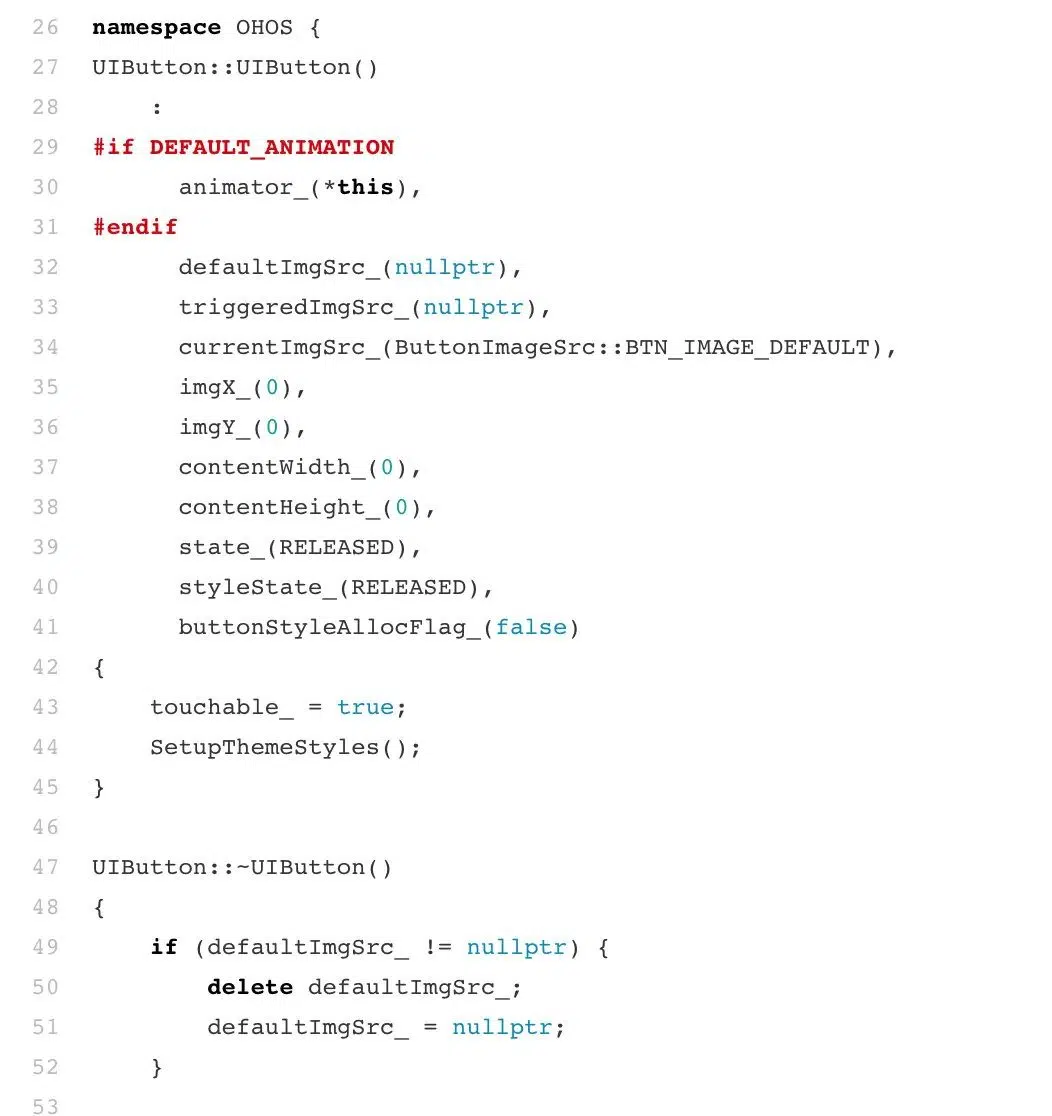 26 namespace OHOS {
27 UIButton::UIButton()
28     :
29 #if DEFAULT_ANIMATION
30       animator_(*this),
31 #endif
32       defaultImgSrc_(nullptr),
33       triggeredImgSrc_(nullptr),
34       currentImgSrc_(ButtonImageSrc::BTN_IMAGE_DEFAULT),
35       imgX_(0),
36       imgY_(0),
37       contentWidth_(0),
38       contentHeight_(0),
39       state_(RELEASED),
40       styleState_(RELEASED),
41       buttonStyleAllocFlag_(false)
42 {
43     touchable_ = true;
44     SetupThemeStyles();
45 }
46
47 UIButton::~UIButton()
48 {
49     if (defaultImgSrc_ != nullptr) {
50         delete defaultImgSrc_;
51         defaultImgSrc_ = nullptr;
52     }
53